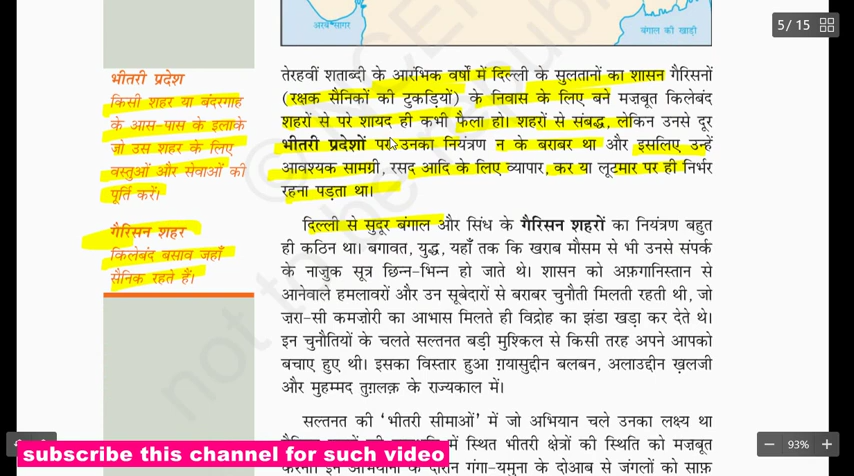 5 / 15
अरब सागर
बंगाल की खाड़ी
भीतरी प्रदेश
किसी शहर या बंदरगाह
के आस-पास के इलाके
जो उस शहर के लिए
वस्तुओं और सेवाओं की
पूर्ति करें।
गैरिसन शहर
किलेबंद बसाव जहाँ
सैनिक रहते हैं।
तेरहवीं शताब्दी के आरंभिक वर्षों में दिल्ली के सुलतानों का शासन गैरिसनों
(रक्षक सैनिकों की टुकड़ियों) के निवास के लिए बने मज़बूत किलेबंद
शहरों से परे शायद ही कभी फैला हो। शहरों से संबद्ध, लेकिन उनसे दूर
भीतरी प्रदेशों पर उनका नियंत्रण न के बराबर था और इसलिए उन्हें
आवश्यक सामग्री, रसद आदि के लिए व्यापार, कर या लूटमार पर ही निर्भर
रहना पड़ता था।
दिल्ली से सुदूर बंगाल और सिंध के गैरिसन शहरों का नियंत्रण बहुत
ही कठिन था। बगावत, युद्ध, यहाँ तक कि खराब मौसम से भी उनसे संपर्क
के नाजुक सूत्र छिन्न-भिन्न हो जाते थे। शासन को अफ़गानिस्तान से
आनेवाले हमलावरों और उन सूबेदारों से बराबर चुनौती मिलती रहती थी, जो
ज़रा-सी कमज़ोरी का आभास मिलते ही विद्रोह का झंडा खड़ा कर देते थे।
इन चुनौतियों के चलते सल्तनत बड़ी मुश्किल से किसी तरह अपने आपको
बचाए हुए थी। इसका विस्तार हुआ ग़यासुद्दीन बलबन, अलाउद्दीन ख़लजी
और मुहम्मद तुग़लक़ के राज्यकाल में।
सल्तनत की ‘भीतरी सीमाओं’ में जो अभियान चले उनका लक्ष्य था
में स्थित भीतरी क्षेत्रों की स्थिति को मज़बूत
करना। इन अभियानों के दौरान गंगा-यमुना के दोआब से जंगलों को साफ़
subscribe this channel for such video
93%